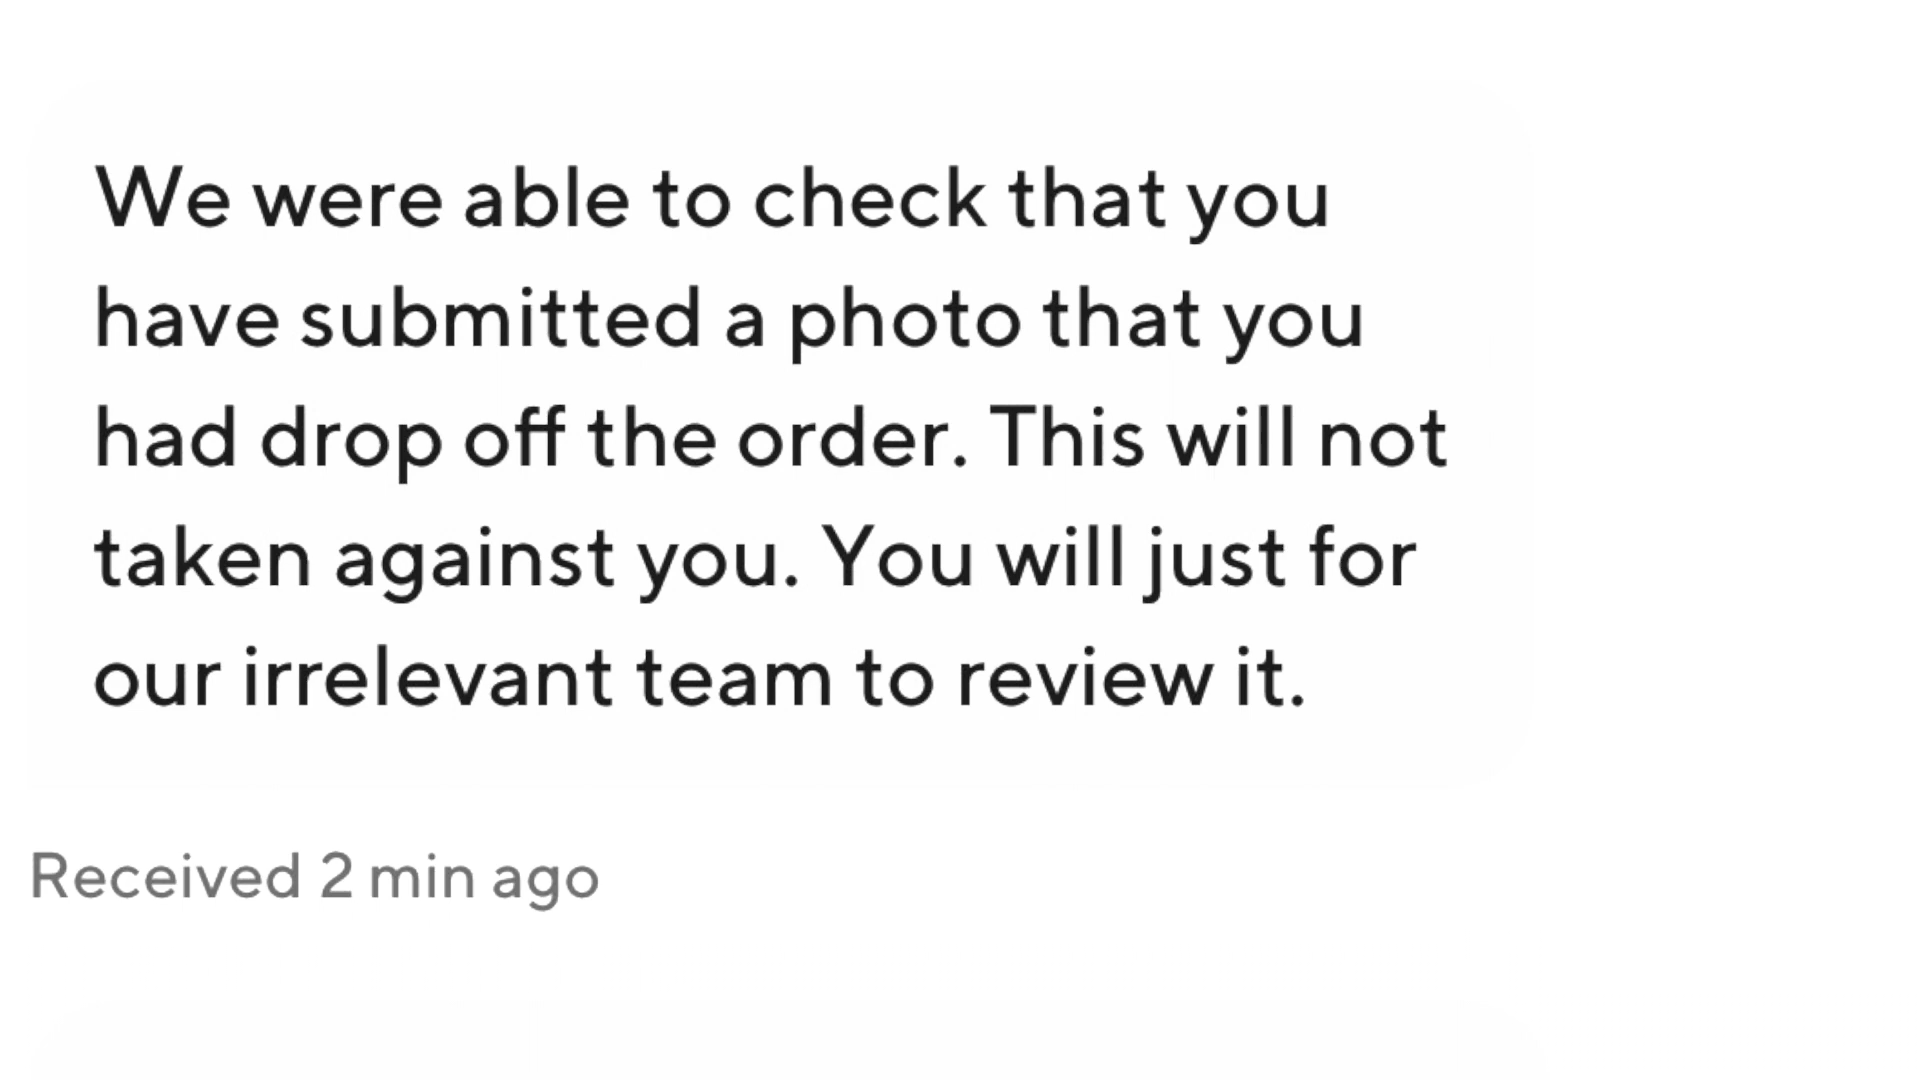 We were able to check that you
have submitted a photo that you
had drop off the order. This will not
taken against you. You will just for
our irrelevant team to review it.
Received 2 min ago